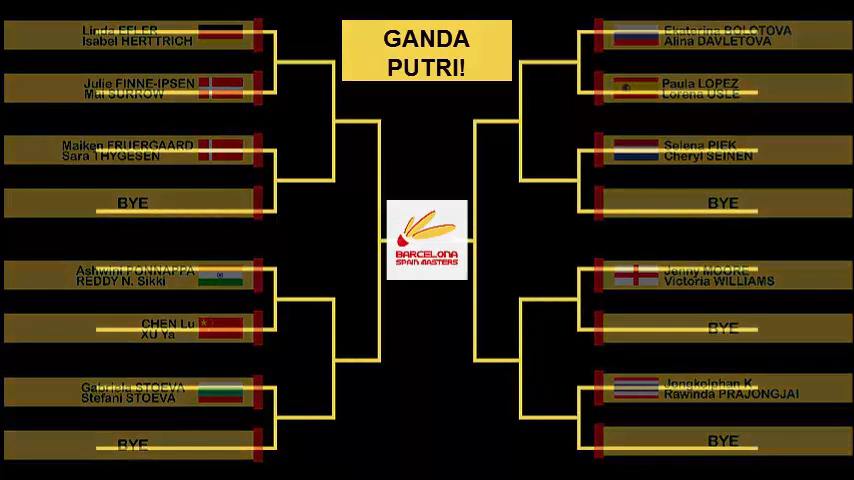 GANDA
PUTRI!
Linda EFLER
Isabel HERTTRICH
Julie FINNE-IPSEN
Mai SURROW
Maiken FRUERGAARD
Sara THYGESEN
BYE
Ashwini PONNAPPA
REDDY N. Sikki
CHEN Lu
XU Ya
Gabriela STOEVA
Stefani STOEVA
BYE
BARCELONA
SPAIN MASTERS
Ekaterina BOLOTOVA
Alina DAVLETOVA
Paula LOPEZ
Lorena USLE
Selena PIEK
Cheryl SEINEN
BYE
Jenny MOORE
Victoria WILLIAMS
BYE
Jongkolphan K.
Rawinda PRAJONGJAI
BYE